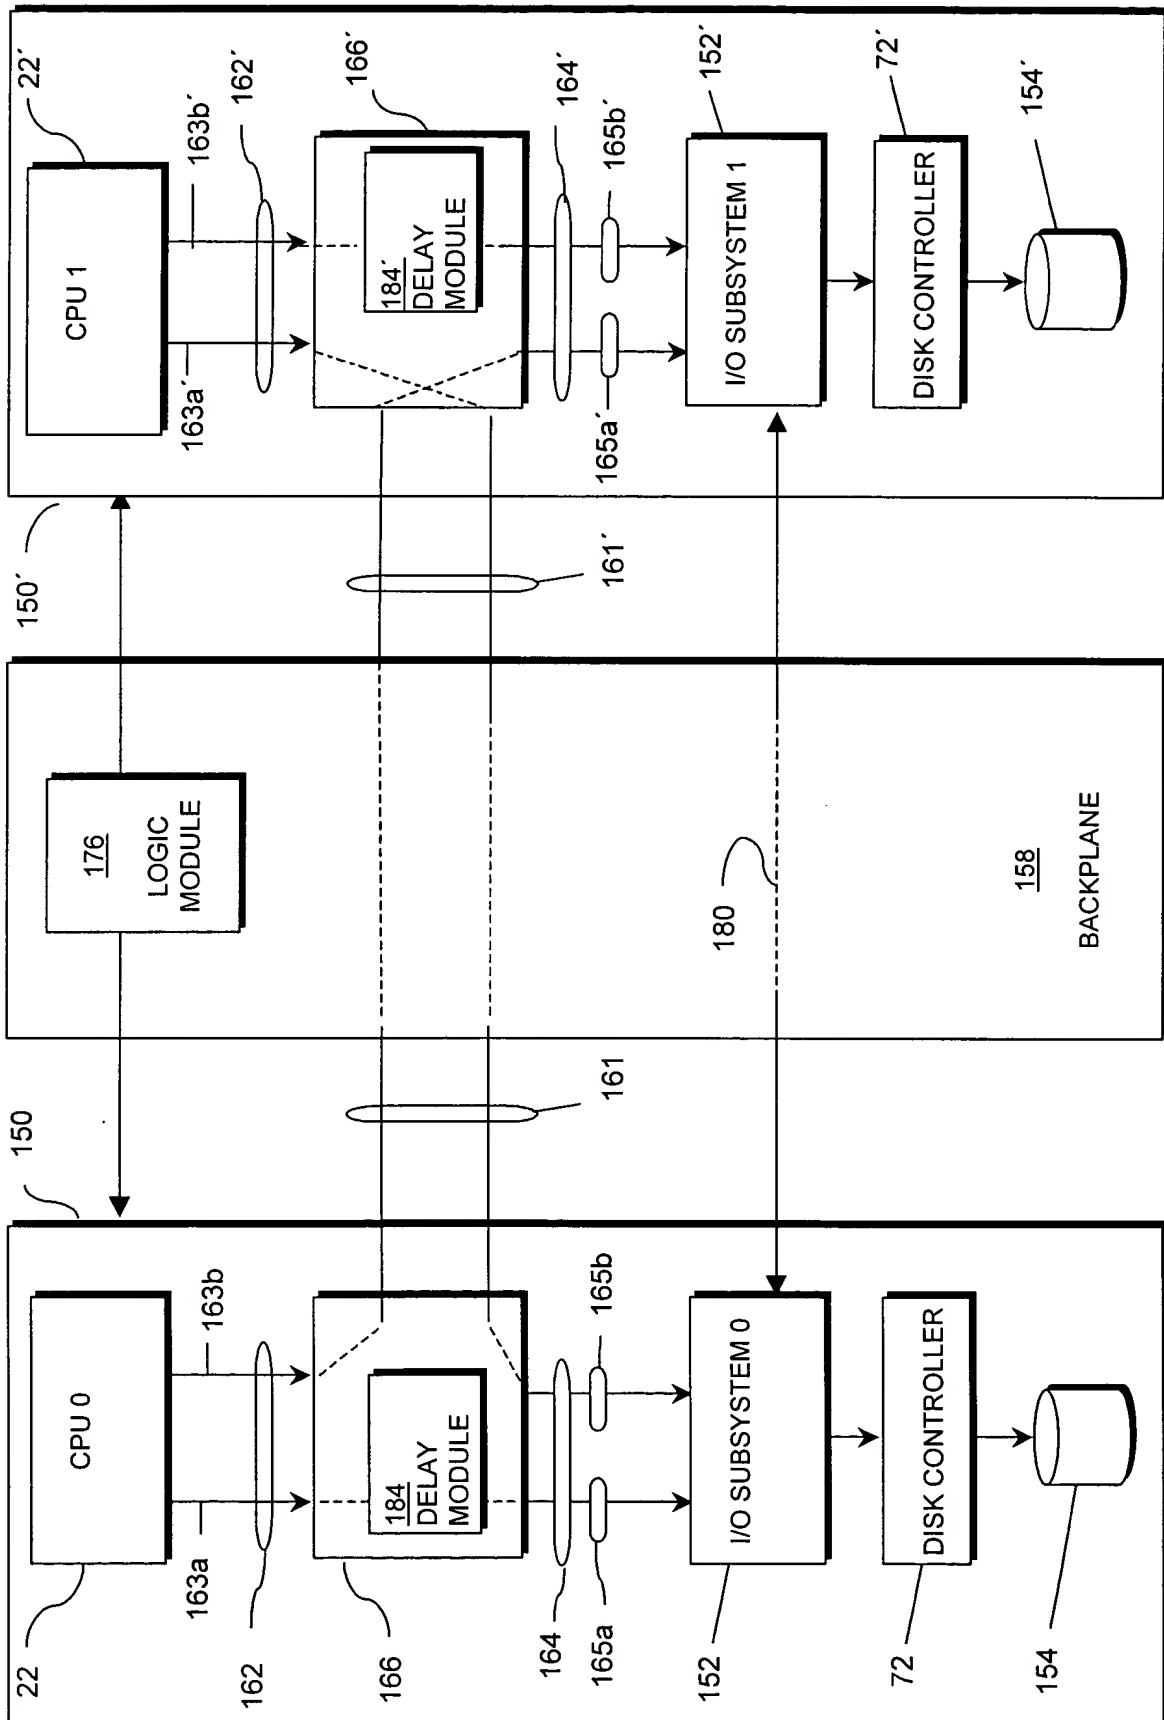 150
150´
22
CPU 0
163a
163b
162
166
184
DELAY
MODULE
164
165a
165b
152
I/O SUBSYSTEM 0
72
DISK CONTROLLER
154
161
176
LOGIC
MODULE
180
158
BACKPLANE
161´
CPU 1
22´
163a´
163b´
162´
166´
184´
DELAY
MODULE
164´
165a´
165b´
I/O SUBSYSTEM 1
152´
DISK CONTROLLER
72´
154´